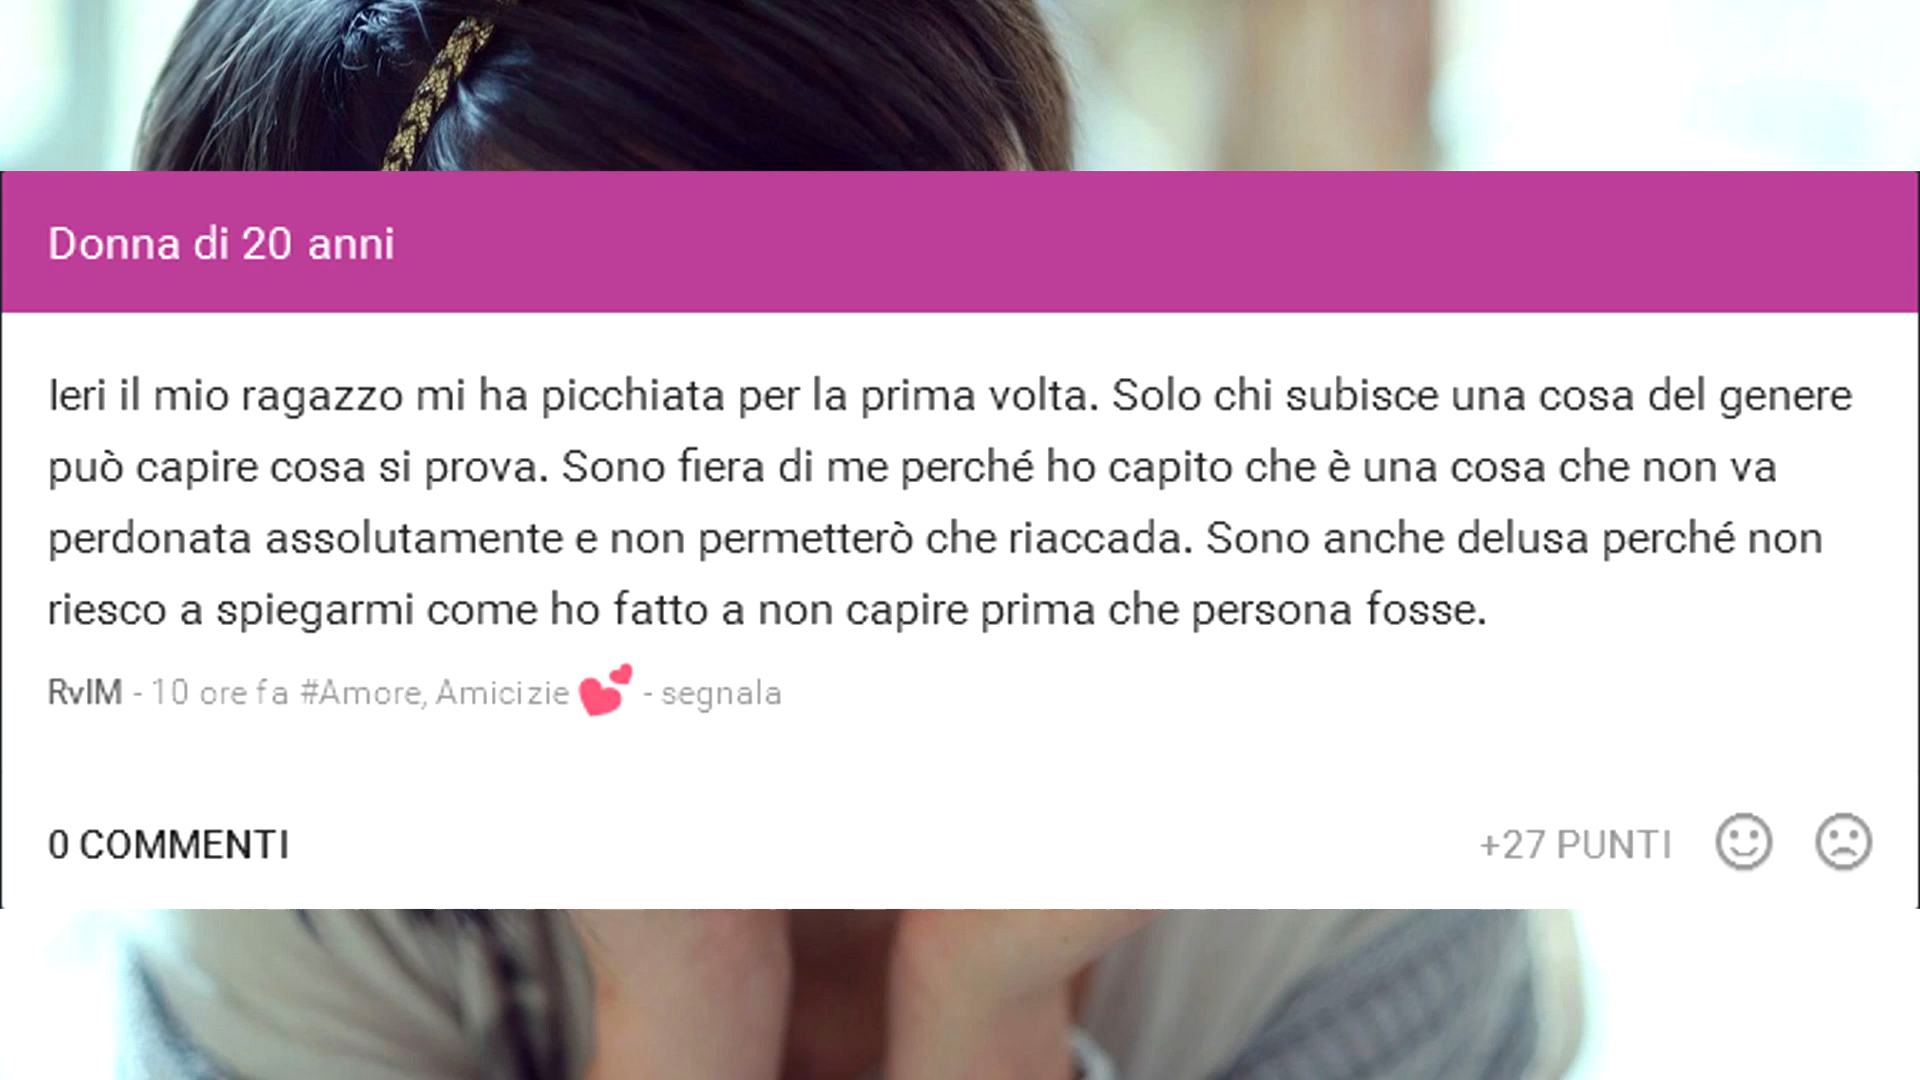 Donna di 20 anni
Ieri il mio ragazzo mi ha picchiata per la prima volta. Solo chi subisce una cosa del genere
può capire cosa si prova. Sono fiera di me perché ho capito che è una cosa che non va
perdonata assolutamente e non permetterò che riaccada. Sono anche delusa perché non
riesco a spiegarmi come ho fatto a non capire prima che persona fosse.
RvlM - 10 ore fa #Amore, Amicizie 💕 - segnala
0 COMMENTI
+27 PUNTI